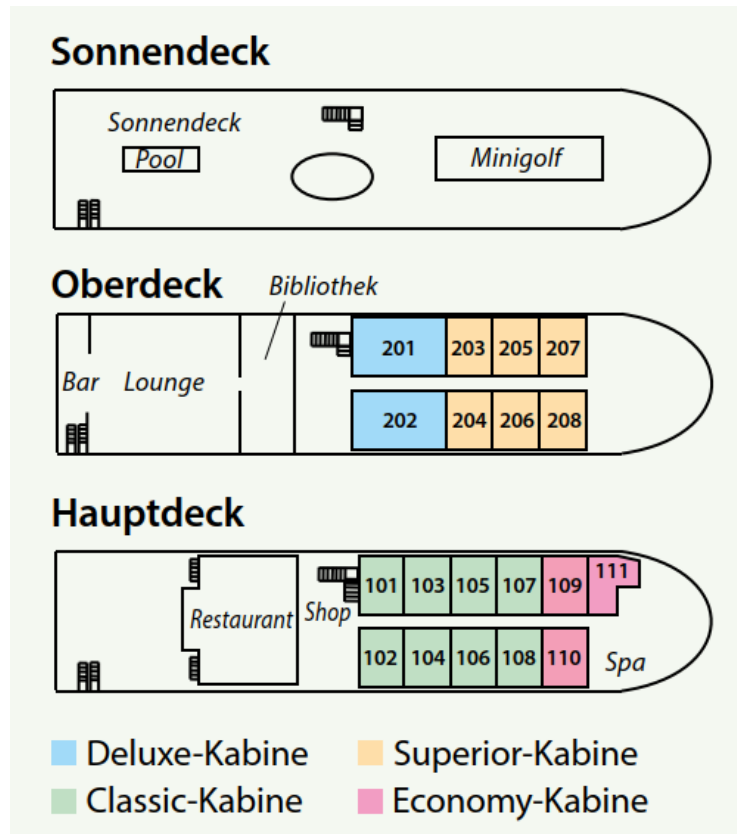 Sonnendeck
Sonnendeck
Pool
Minigolf
Oberdeck
Bibliothek
Bar
Lounge
201 203 205 207
202 204 206 208
Hauptdeck
Restaurant
Shop
101 103 105 107 109 111
102 104 106 108 110
Spa
Deluxe-Kabine
Superior-Kabine
Classic-Kabine
Economy-Kabine